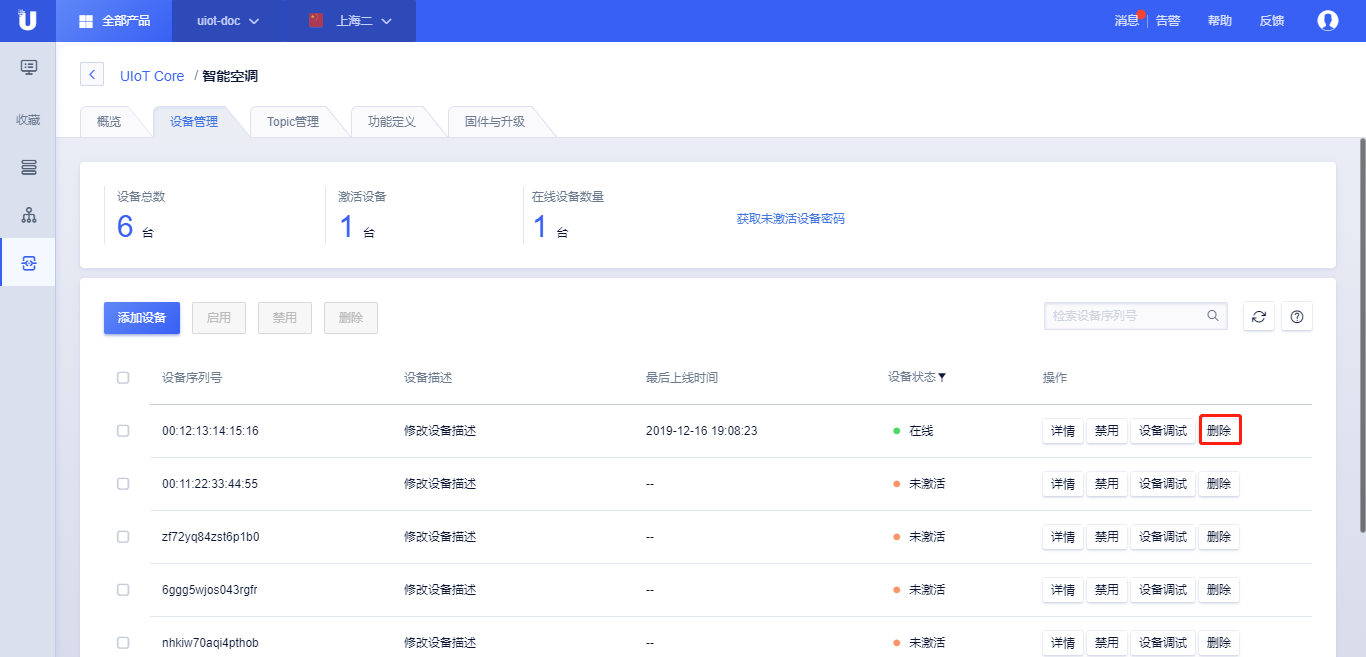 U 全部产品 uiot-doc 上海二 消息 告警 帮助 反馈
收藏
UIoT Core / 智能空调
概览 设备管理 Topic管理 功能定义 固件与升级
设备总数 激活设备 在线设备数量
6 台 1 台 1 台 获取未激活设备密码
添加设备 启用 禁用 删除 检索设备序列号
设备序列号 设备描述 最后上线时间 设备状态 操作
00:12:13:14:15:16 修改设备描述 2019-12-16 19:08:23 在线 详情 禁用 设备调试 删除
00:11:22:33:44:55 修改设备描述 -- 未激活 详情 禁用 设备调试 删除
zf72yq84zst6p1b0 修改设备描述 -- 未激活 详情 禁用 设备调试 删除
6ggg5wjos043rgfr 修改设备描述 -- 未激活 详情 禁用 设备调试 删除
nhkiw70aqi4pthob 修改设备描述 -- 未激活 详情 禁用 设备调试 删除